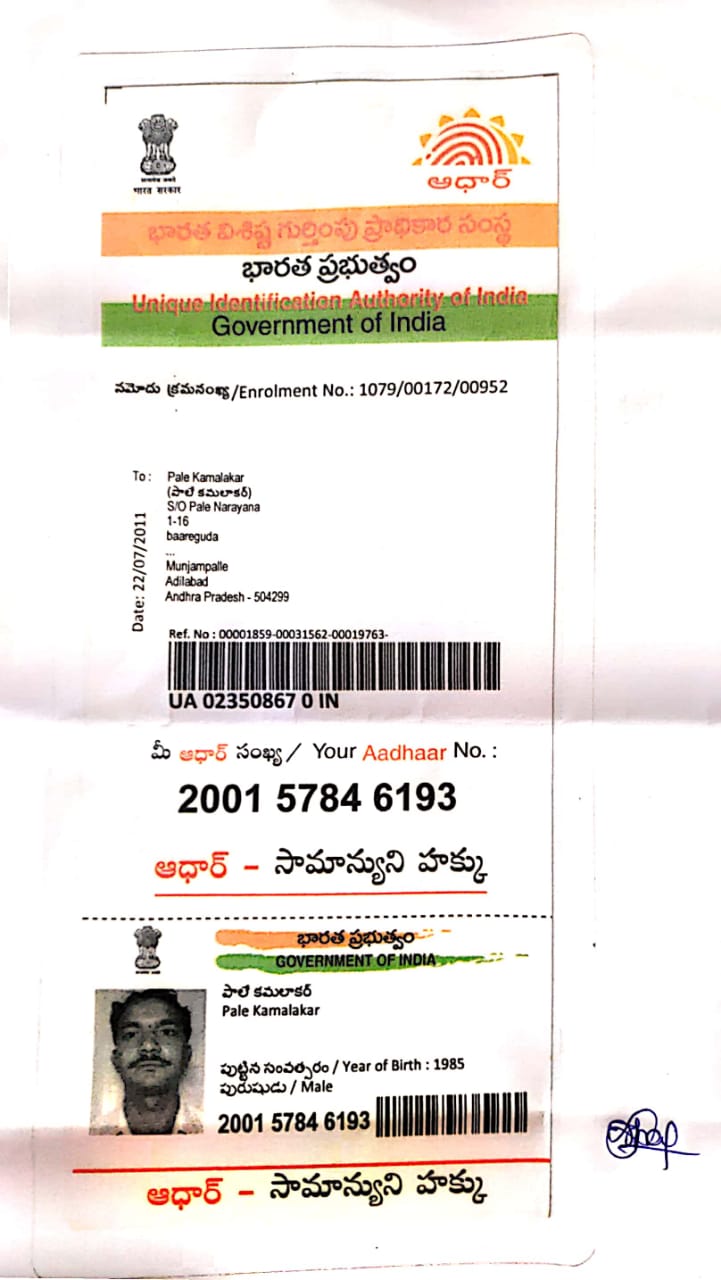 भारत सरकार
ఆధార్
భారత విశిష్ట గుర్తింపు ప్రాధికార సంస్థ
భారత ప్రభుత్వం
Unique Identification Authority of India
Government of India
నమోదు క్రమసంఖ్య/Enrolment No.: 1079/00172/00952
To : Pale Kamalakar
(పాలే కమలాకర్)
S/O Pale Narayana
1-16
baareguda
...
Munjampalle
Adilabad
Andhra Pradesh - 504299
Date: 22/07/2011
Ref. No : 00001859-00031562-00019763-
UA 02350867 0 IN
మీ ఆధార్ సంఖ్య / Your Aadhaar No. :
2001 5784 6193
ఆధార్ - సామాన్యుని హక్కు
భారత ప్రభుత్వం
GOVERNMENT OF INDIA
పాలే కమలాకర్
Pale Kamalakar
పుట్టిన సంవత్సరం / Year of Birth : 1985
పురుషుడు / Male
2001 5784 6193
ఆధార్ - సామాన్యుని హక్కు